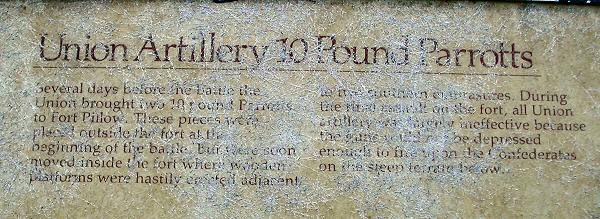 Union Artillery 10 Pound Parrotts
Several days before the battle the
Union brought two 10 pound Parrotts
to Fort Pillow. These pieces were
placed outside the fort at the
beginning of the battle, but were soon
moved inside the fort where wooden
platforms were hastily erected adjacent
to two southern embrasures. During
the final assault on the fort, all Union
artillery was largely ineffective because
the guns could not be depressed
enough to fire upon the Confederates
on the steep terrain below.